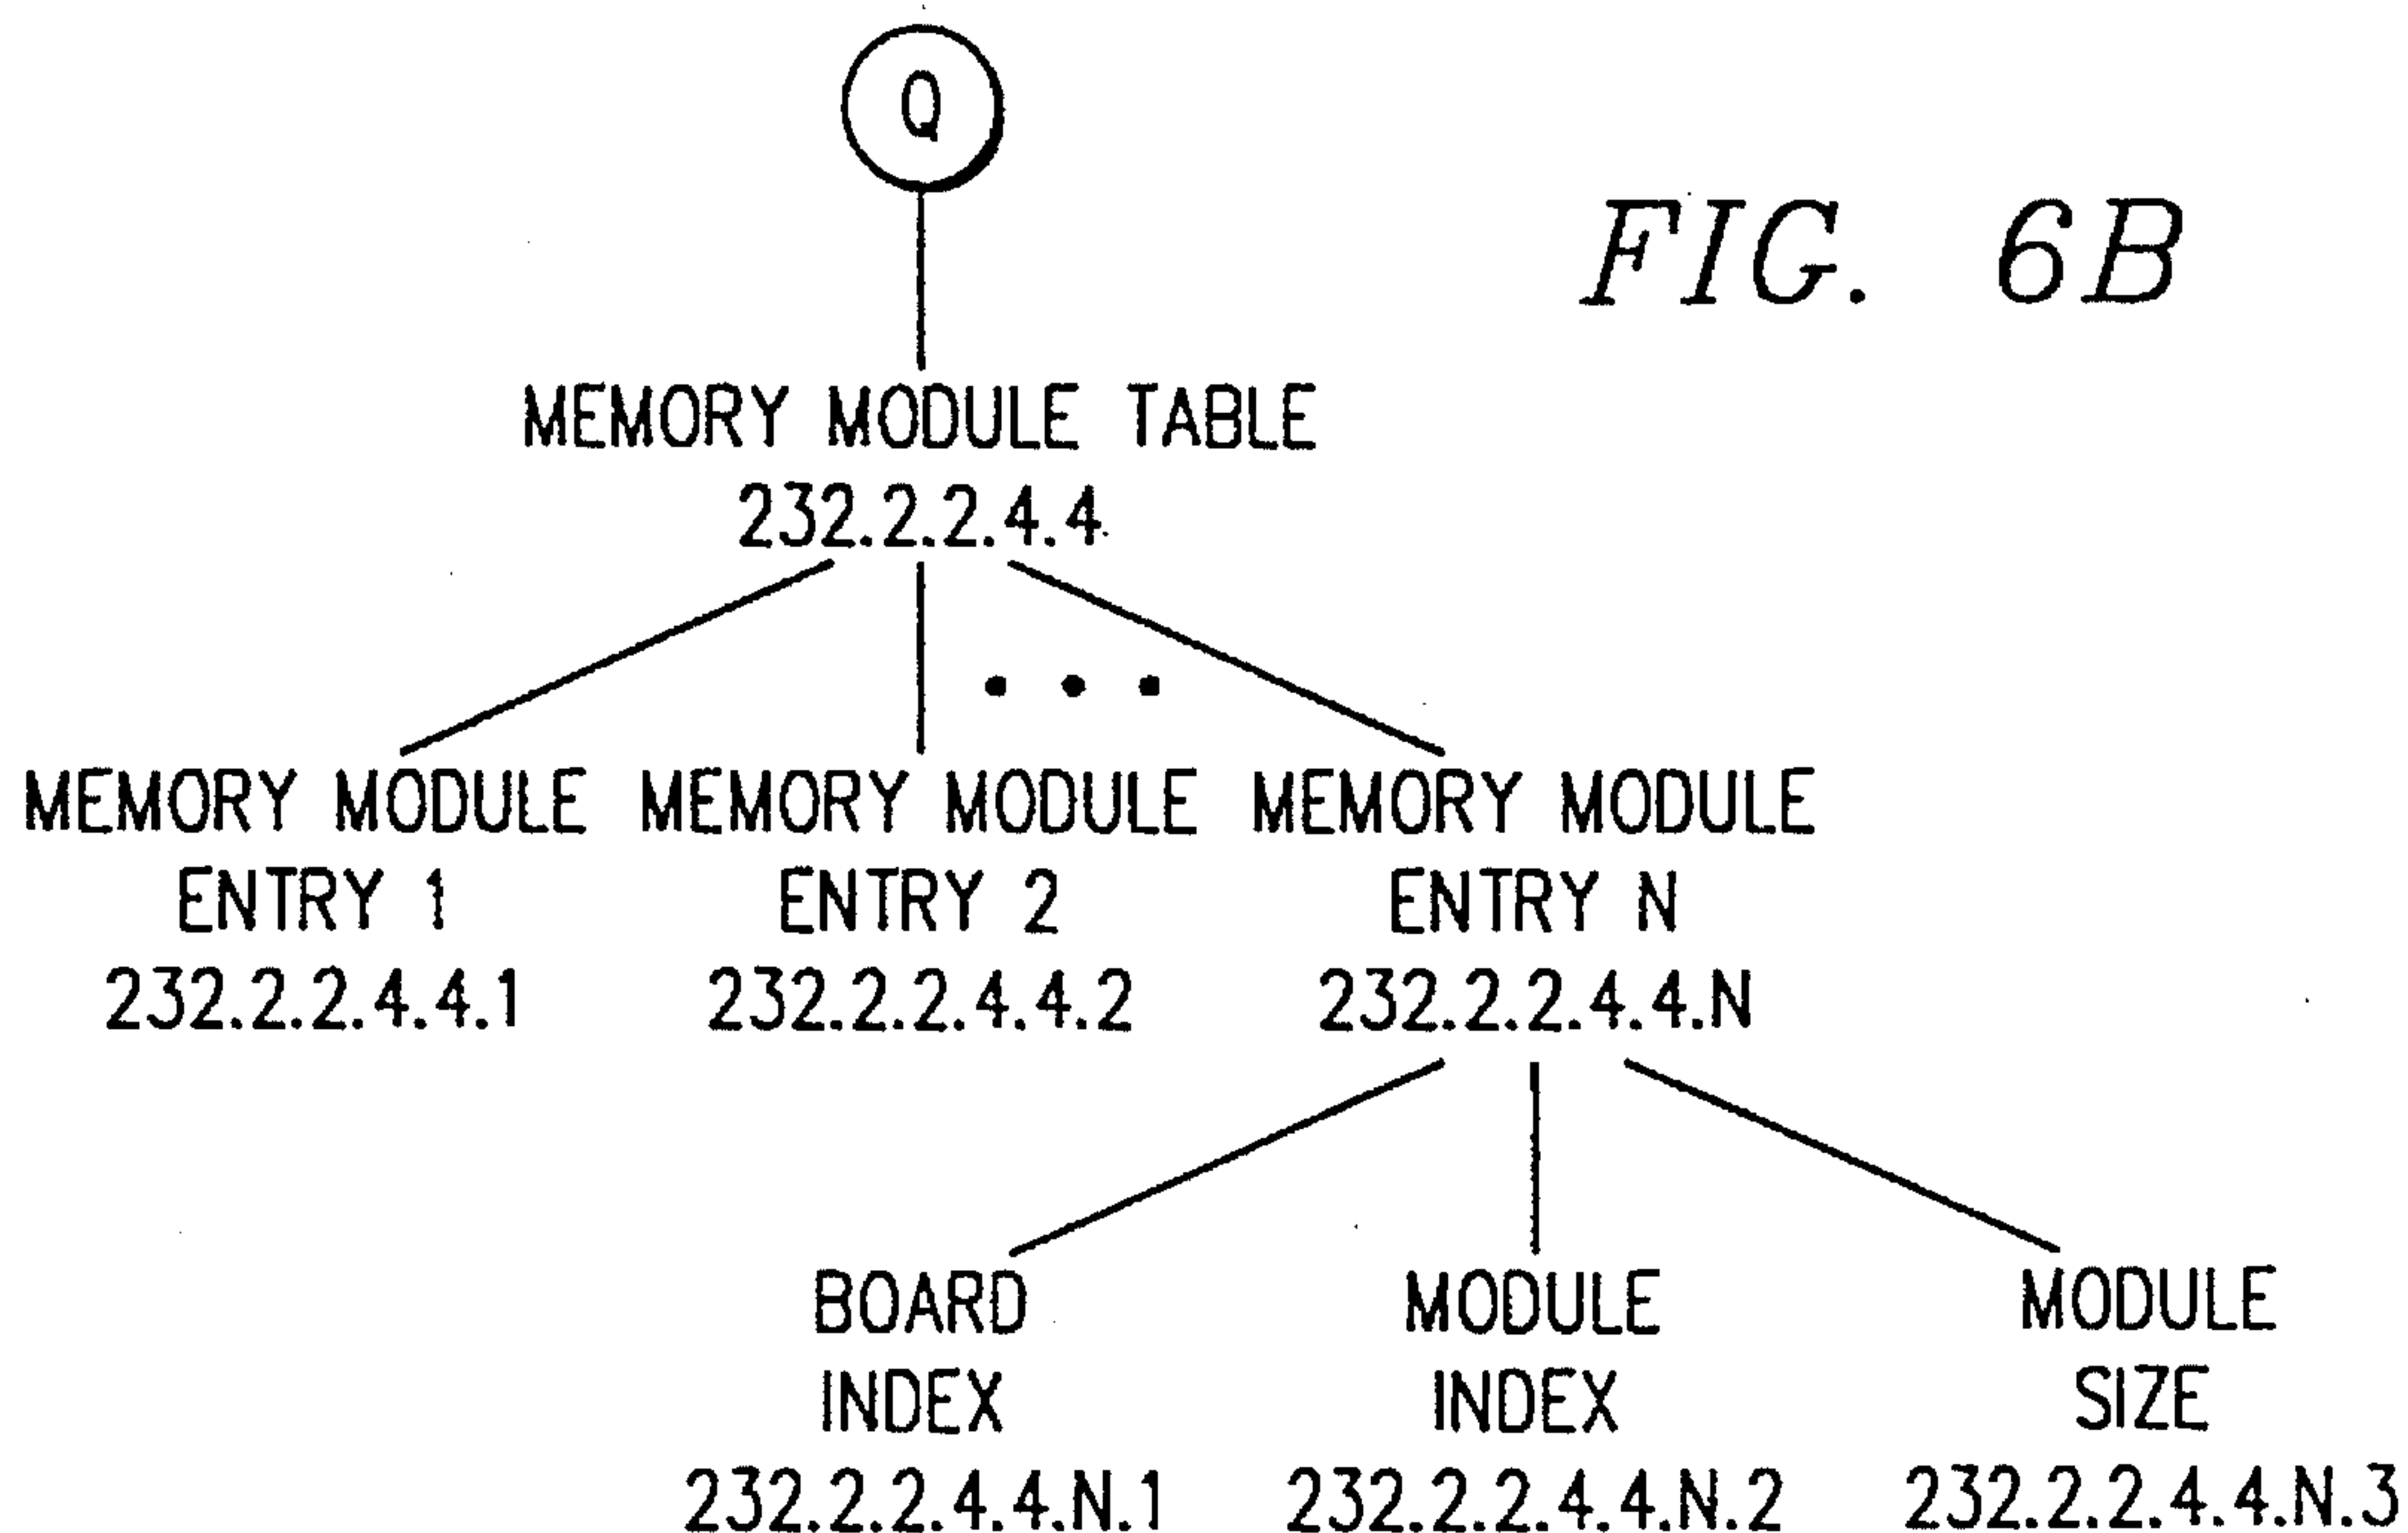 Q
FIG. 6B
MEMORY MODULE TABLE
232.2.2.4.4
MEMORY MODULE
ENTRY 1
232.2.2.4.4.1
MEMORY MODULE
ENTRY 2
232.2.2.4.4.2
MEMORY MODULE
ENTRY N
232.2.2.4.4.N
BOARD
INDEX
232.2.2.4.4.N.1
MODULE
INDEX
232.2.2.4.4.N.2
MODULE
SIZE
232.2.2.4.4.N.3